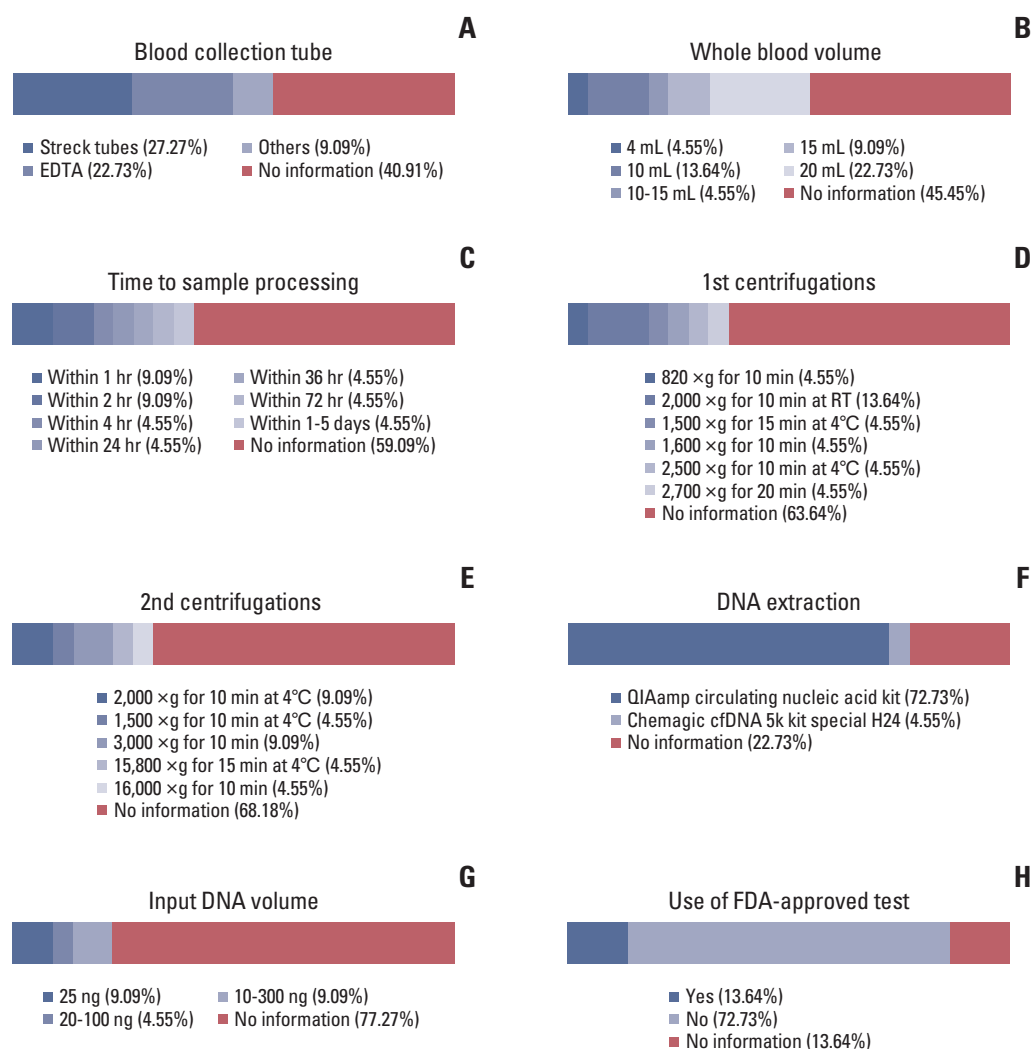 A
Blood collection tube
Streck tubes (27.27%)
Others (9.09%)
EDTA (22.73%)
No information (40.91%)
B
Whole blood volume
4 mL (4.55%)
15 mL (9.09%)
10 mL (13.64%)
20 mL (22.73%)
10-15 mL (4.55%)
No information (45.45%)
C
Time to sample processing
Within 1 hr (9.09%)
Within 36 hr (4.55%)
Within 2 hr (9.09%)
Within 72 hr (4.55%)
Within 4 hr (4.55%)
Within 1-5 days (4.55%)
Within 24 hr (4.55%)
No information (59.09%)
D
1st centrifugations
820 ×g for 10 min (4.55%)
2,000 ×g for 10 min at RT (13.64%)
1,500 ×g for 15 min at 4°C (4.55%)
1,600 ×g for 10 min (4.55%)
2,500 ×g for 10 min at 4°C (4.55%)
2,700 ×g for 20 min (4.55%)
No information (63.64%)
E
2nd centrifugations
2,000 ×g for 10 min at 4°C (9.09%)
1,500 ×g for 10 min at 4°C (4.55%)
3,000 ×g for 10 min (9.09%)
15,800 ×g for 15 min at 4°C (4.55%)
16,000 ×g for 10 min (4.55%)
No information (68.18%)
F
DNA extraction
QIAamp circulating nucleic acid kit (72.73%)
Chemagic cfDNA 5k kit special H24 (4.55%)
No information (22.73%)
G
Input DNA volume
25 ng (9.09%)
10-300 ng (9.09%)
20-100 ng (4.55%)
No information (77.27%)
H
Use of FDA-approved test
Yes (13.64%)
No (72.73%)
No information (13.64%)